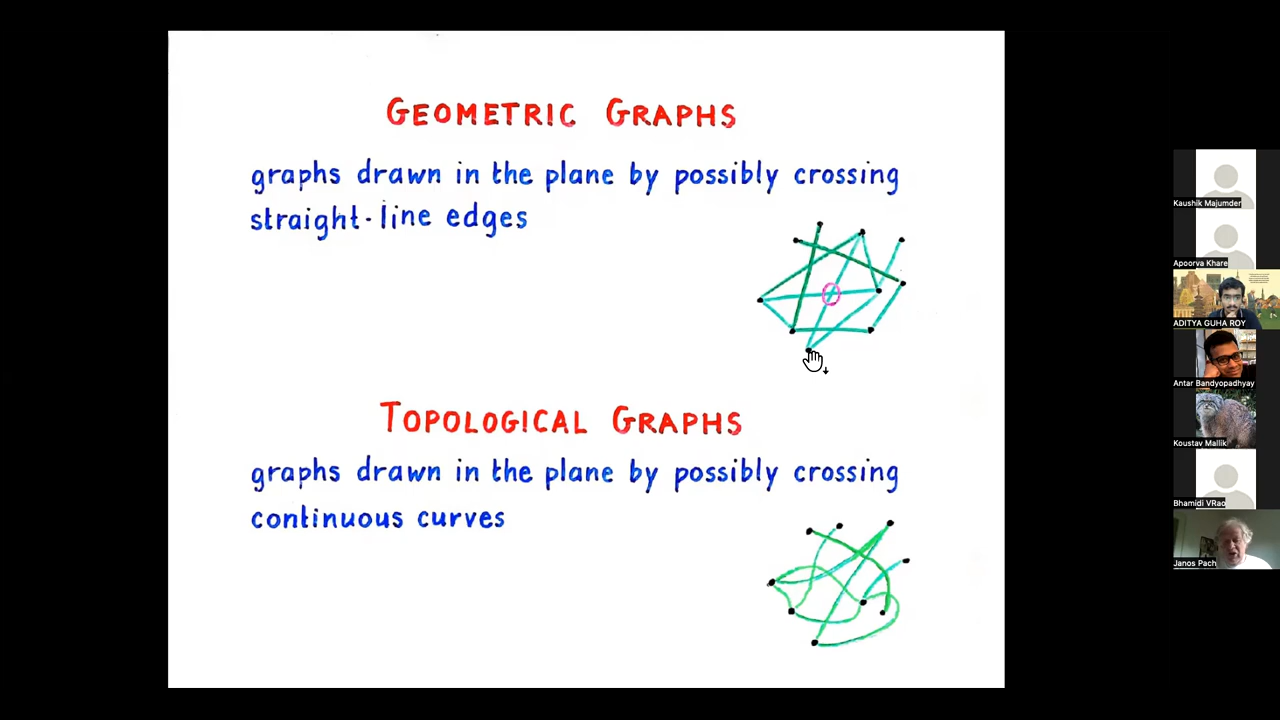 GEOMETRIC GRAPHS
graphs drawn in the plane by possibly crossing
straight-line edges
TOPOLOGICAL GRAPHS
graphs drawn in the plane by possibly crossing
continuous curves
Kaushik Majumder
Apoorva Khare
ADITYA GUHA ROY
Antar Bandyopadhyay
Koustav Mallik
Bhamidi VRao
Janos Pach